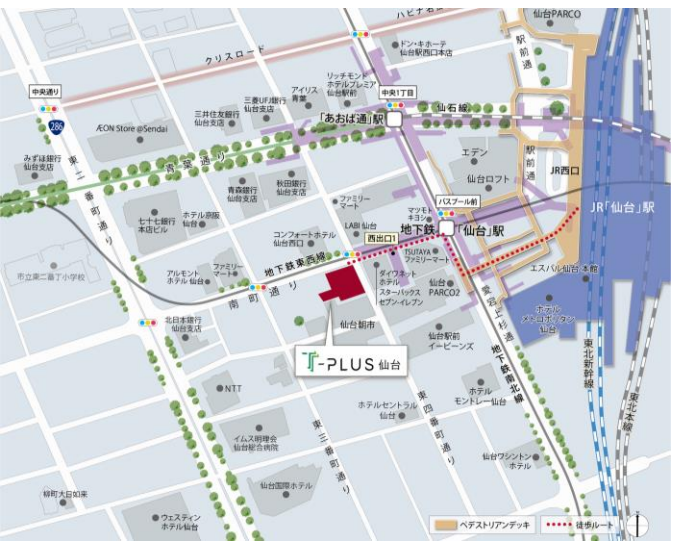 仙台PARCO
ハピナ名
クリスロード
ドン・キホーテ
仙台駅西口本店
駅前通
中央通り
リッチモンド
ホテルプレミア
仙台駅前
中央1丁目
アイリス
青葉
三菱UFJ銀行
仙台支店
三井住友銀行
仙台支店
仙石線
「あおば通」駅
286
ÆON Store @Sendai
東二番町通り
青葉通り
みずほ銀行
仙台支店
エデン
仙台ロフト
駅前通
JR西口
青森銀行
仙台支店
秋田銀行
仙台支店
ファミリー
マート
マツモト
キヨシ
バスプール前
JR「仙台」駅
七十七銀行
本店ビル
ホテル京阪
仙台
LABI 仙台
地下鉄「仙台」駅
コンフォートホテル
仙台西口
西出口1
TSUTAYA
ファミリーマート
エスパル仙台 本館
市立東二番丁小学校
アルモント
ホテル 仙台
ファミリー
マート
地下鉄東西線
南町通り
ダイワネット
ホテル
スターバックス
セブン-イレブン
仙台
PARCO2
愛宕上杉通
ホテル
メトロポリタン
仙台
北日本銀行
仙台支店
仙台朝市
仙台駅前
イービーンズ
地下鉄南北線
東北新幹線
東北本線
T-PLUS 仙台
NTT
ホテルセントラル
仙台
東四番町通り
ホテル
モントレー仙台
東三番町通り
イムス明理会
仙台総合病院
仙台ワシントン
ホテル
仙台国際ホテル
柳町大日如来
ウェスティン
ホテル仙台
ペデストリアンデッキ
徒歩ルート